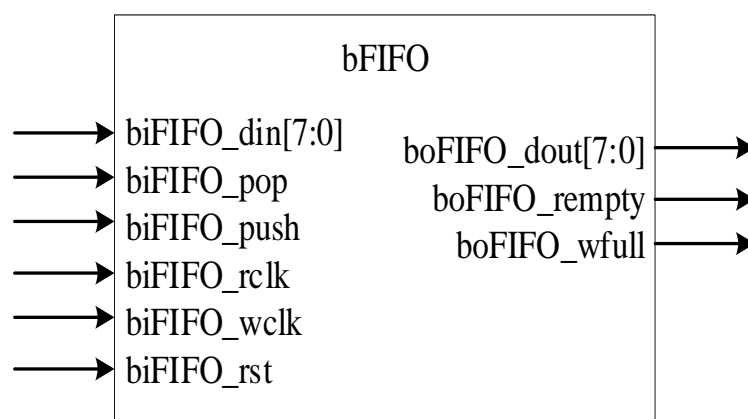 bFIFO
biFIFO_din[7:0]
biFIFO_pop
biFIFO_push
biFIFO_rclk
biFIFO_wclk
biFIFO_rst
boFIFO_dout[7:0]
boFIFO_rempty
boFIFO_wfull